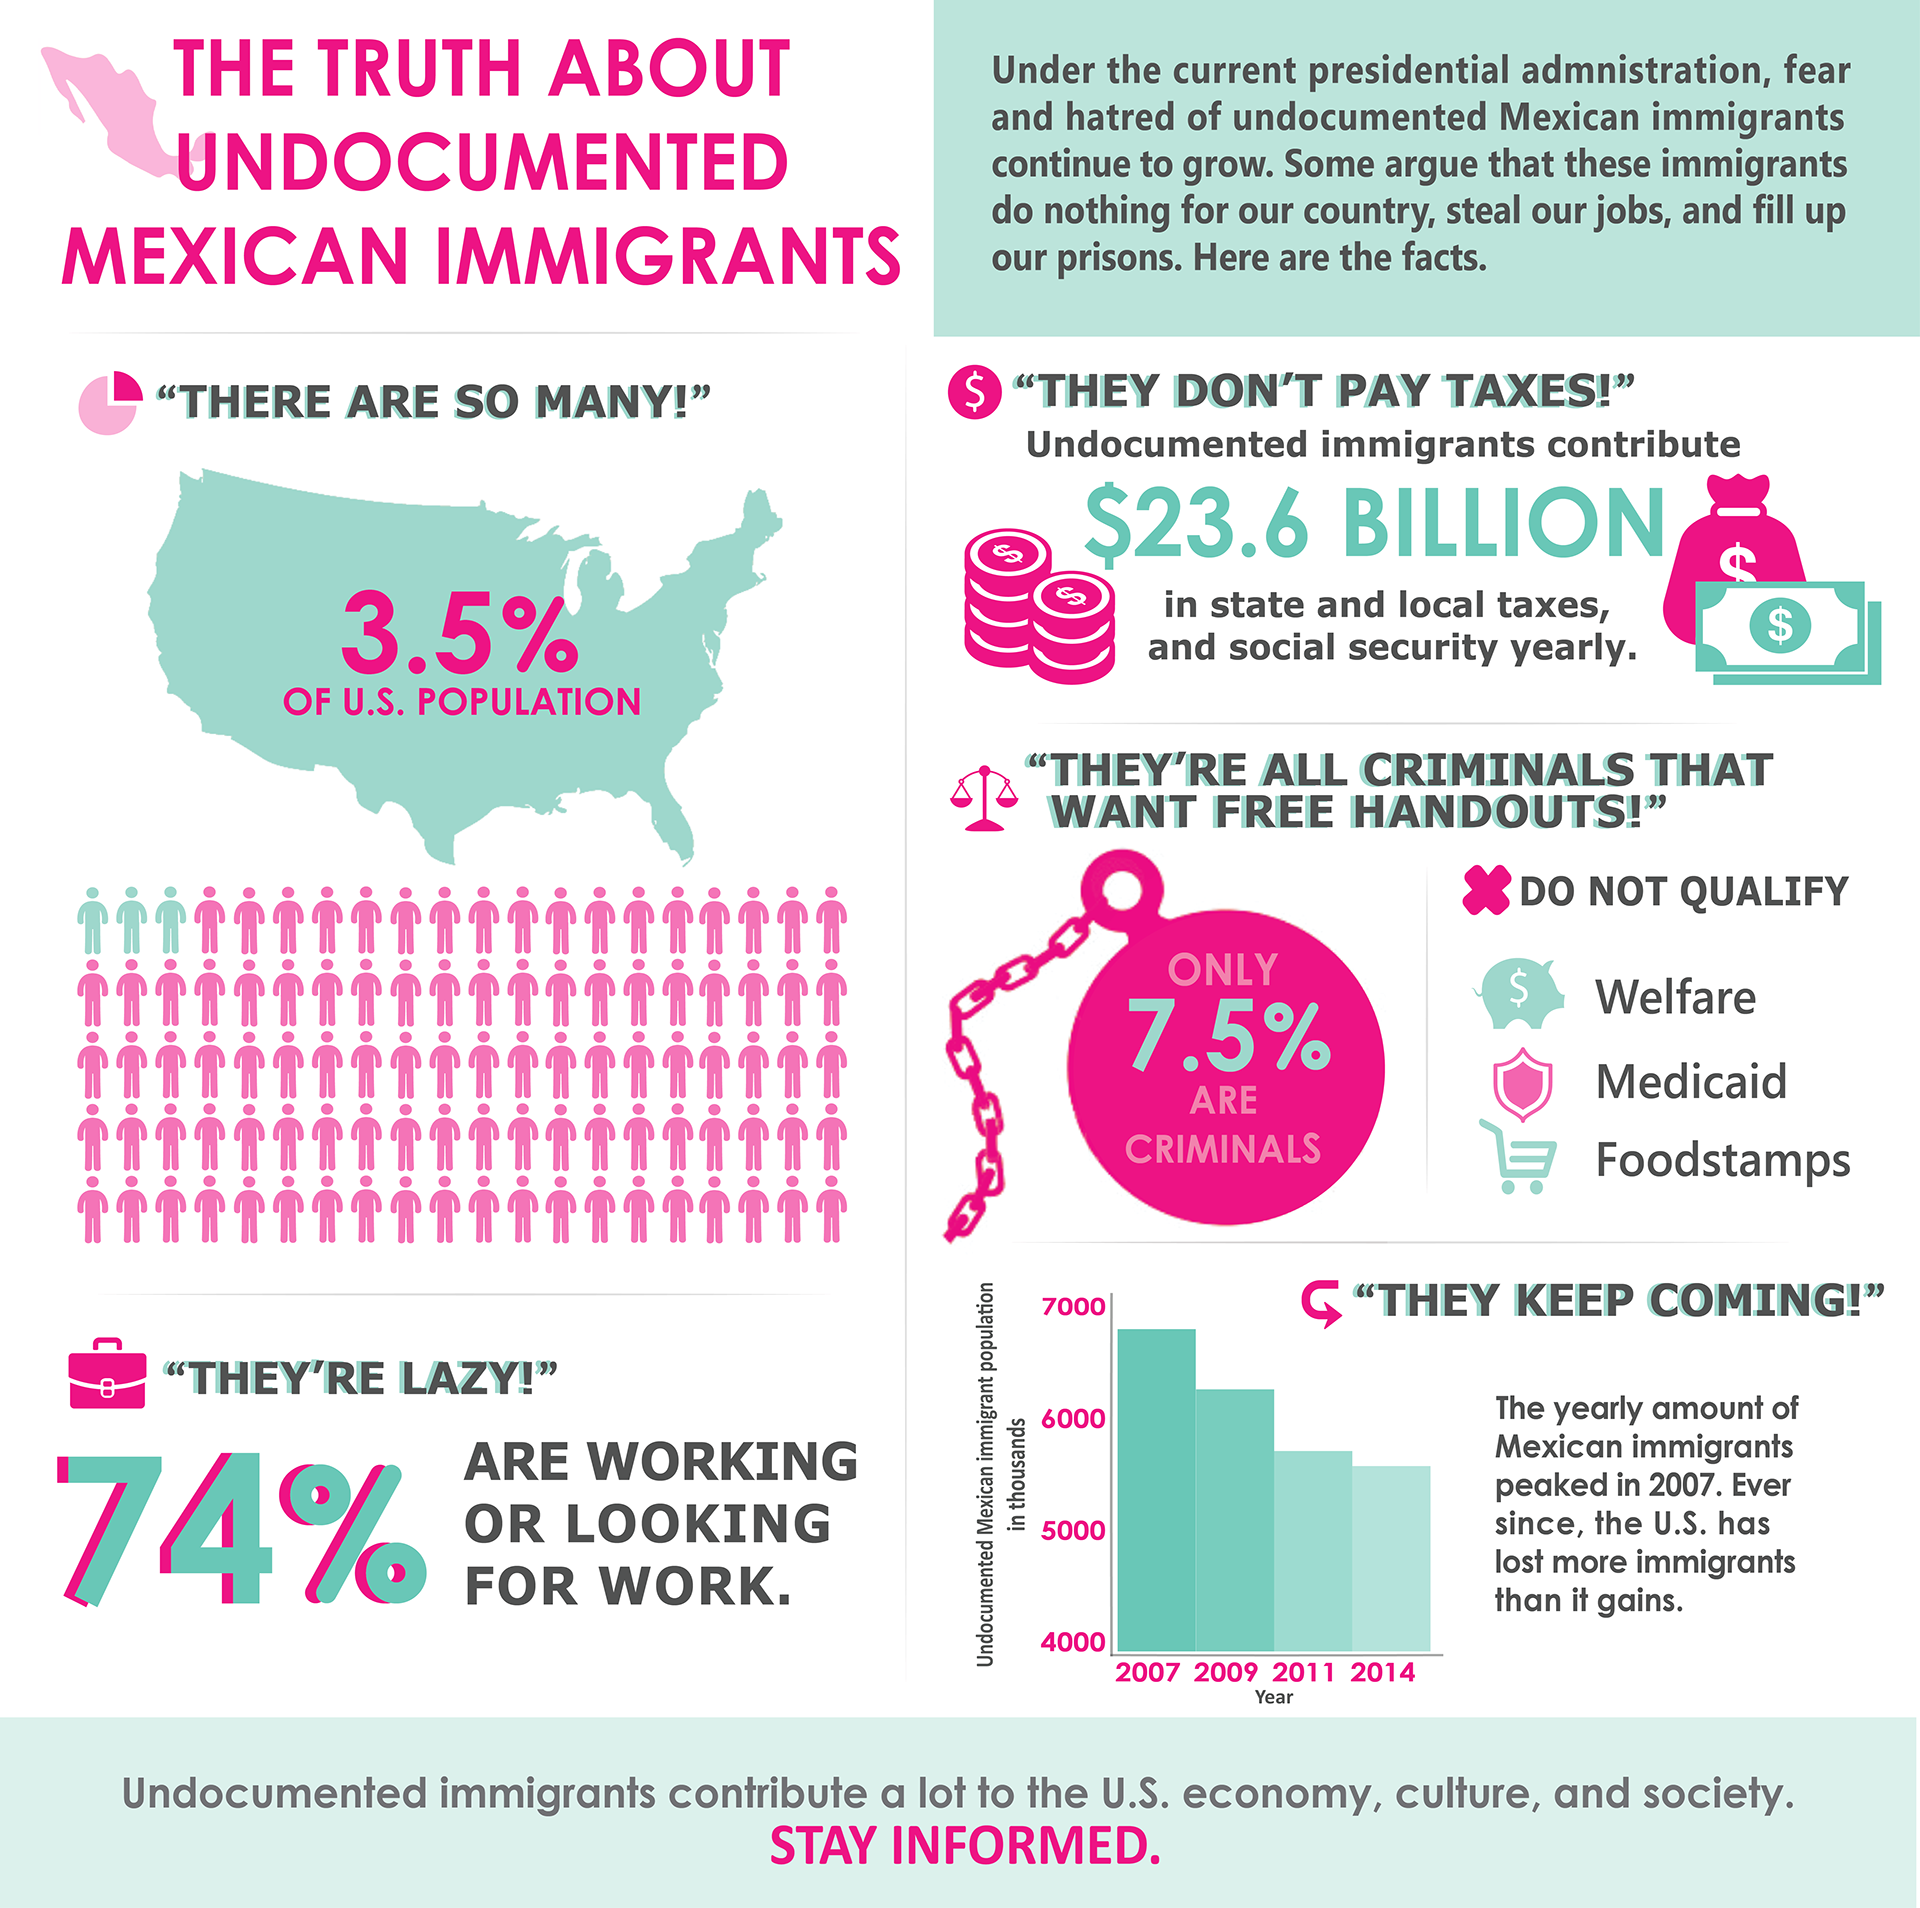 THE TRUTH ABOUT
UNDOCUMENTED
MEXICAN IMMIGRANTS
Under the current presidential admnistration, fear
and hatred of undocumented Mexican immigrants
continue to grow. Some argue that these immigrants
do nothing for our country, steal our jobs, and fill up
our prisons. Here are the facts.
“THERE ARE SO MANY!”
3.5%
OF U.S. POPULATION
“THEY'RE LAZY!”
74%
ARE WORKING
OR LOOKING
FOR WORK.
$
“THEY DON'T PAY TAXES!”
Undocumented immigrants contribute
$23.6 BILLION
in state and local taxes,
and social security yearly.
$
$
$
$
“THEY'RE ALL CRIMINALS THAT
WANT FREE HANDOUTS!”
ONLY
7.5%
ARE
CRIMINALS
DO NOT QUALIFY
$
Welfare
Medicaid
Foodstamps
“THEY KEEP COMING!”
Undocumented Mexican immigrant population
in thousands
7000
6000
5000
4000
2007 2009 2011 2014
Year
The yearly amount of
Mexican immigrants
peaked in 2007. Ever
since, the U.S. has
lost more immigrants
than it gains.
Undocumented immigrants contribute a lot to the U.S. economy, culture, and society.
STAY INFORMED.